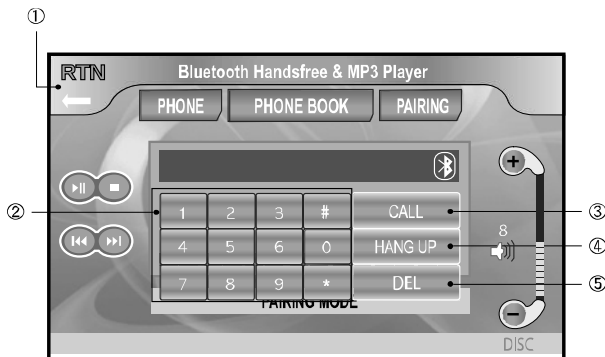 ①
RTN
Bluetooth Handsfree & MP3 Player
PHONE PHONE BOOK PAIRING
② 1 2 3 # CALL ③
4 5 6 0 HANG UP ④
8
7 8 9 * DEL ⑤
PAIRING MODE
DISC